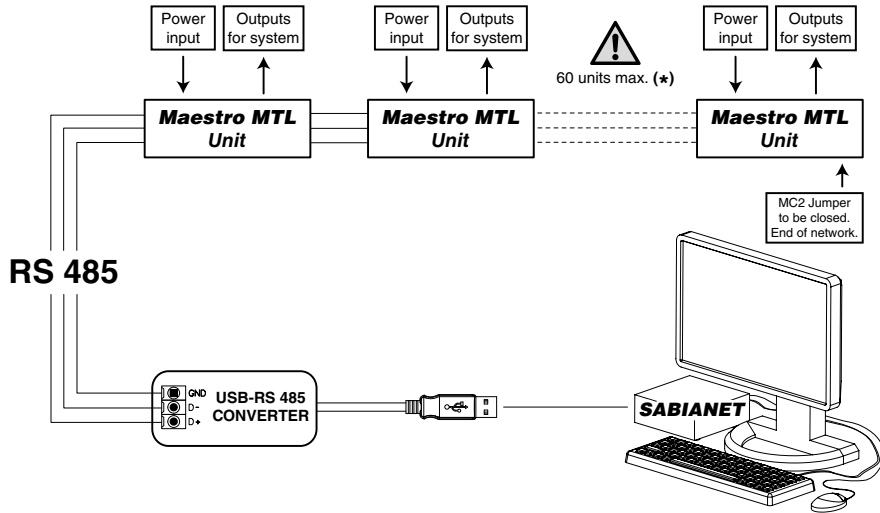 Power
input
Outputs
for system
Power
input
Outputs
for system
60 units max. (*)
Power
input
Outputs
for system
Maestro MTL
Unit
Maestro MTL
Unit
Maestro MTL
Unit
MC2 Jumper
to be closed.
End of network.
RS 485
GND
D-
D+
USB-RS 485
CONVERTER
SABIANET